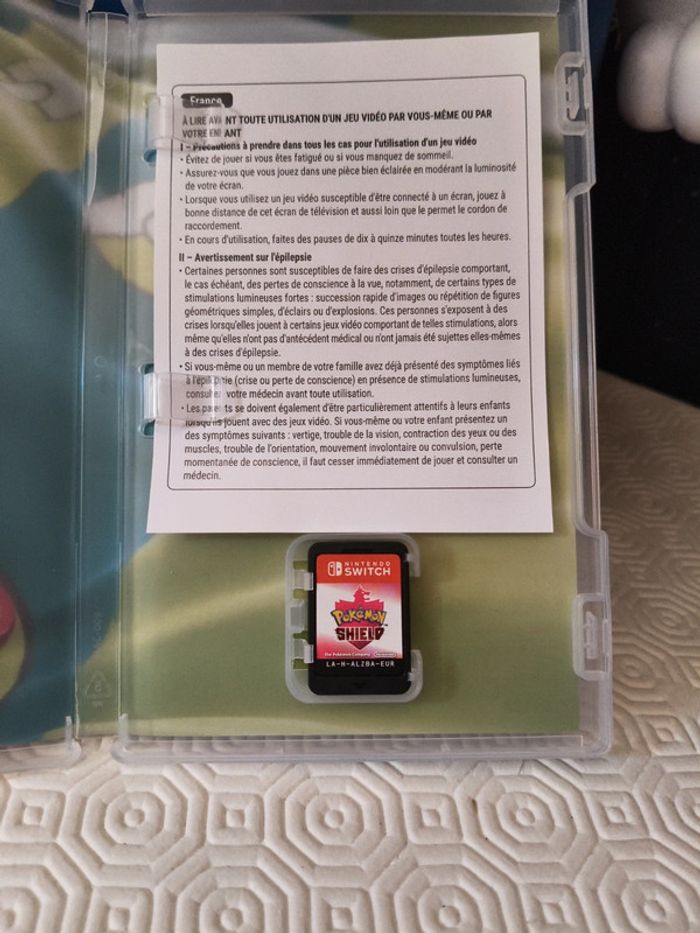 France
À LIRE AVANT TOUTE UTILISATION D'UN JEU VIDÉO PAR VOUS-MÊME OU PAR
VOTRE ENFANT
I – Précautions à prendre dans tous les cas pour l'utilisation d'un jeu vidéo
• Évitez de jouer si vous êtes fatigué ou si vous manquez de sommeil.
• Assurez-vous que vous jouez dans une pièce bien éclairée en modérant la luminosité
de votre écran.
• Lorsque vous utilisez un jeu vidéo susceptible d'être connecté à un écran, jouez à
bonne distance de cet écran de télévision et aussi loin que le permet le cordon de
raccordement.
• En cours d'utilisation, faites des pauses de dix à quinze minutes toutes les heures.
II – Avertissement sur l'épilepsie
• Certaines personnes sont susceptibles de faire des crises d'épilepsie comportant,
le cas échéant, des pertes de conscience à la vue, notamment, de certains types de
stimulations lumineuses fortes : succession rapide d'images ou répétition de figures
géométriques simples, d'éclairs ou d'explosions. Ces personnes s'exposent à des
crises lorsqu'elles jouent à certains jeux vidéo comportant de telles stimulations, alors
même qu'elles n'ont pas d'antécédent médical ou n'ont jamais été sujettes elles-mêmes
à des crises d'épilepsie.
• Si vous-même ou un membre de votre famille avez déjà présenté des symptômes liés
à l'épilepsie (crise ou perte de conscience) en présence de stimulations lumineuses,
consultez votre médecin avant toute utilisation.
• Les parents se doivent également d'être particulièrement attentifs à leurs enfants
lorsqu'ils jouent avec des jeux vidéo. Si vous-même ou votre enfant présentez un
des symptômes suivants : vertige, trouble de la vision, contraction des yeux ou des
muscles, trouble de l'orientation, mouvement involontaire ou convulsion, perte
momentanée de conscience, il faut cesser immédiatement de jouer et consulter un
médecin.
NINTENDO
SWITCH
POKéMON
SHIELD
The Pokémon Company Nintendo
LA-H-ALZBA-EUR